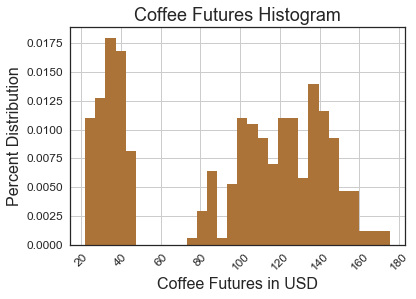 Coffee Futures Histogram
Percent Distribution
0.0175
0.0150
0.0125
0.0100
0.0075
0.0050
0.0025
0.0000
20 40 60 80 100 120 140 160 180
Coffee Futures in USD